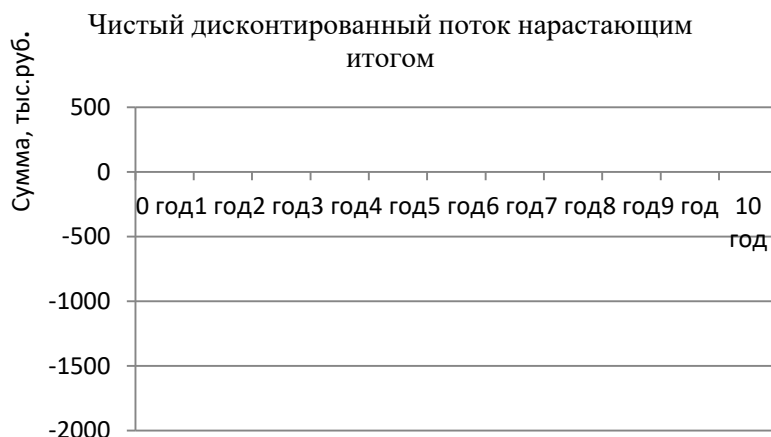 Чистый дисконтированный поток нарастающим
итогом
Сумма, тыс.руб.
500
0
0 год1 год2 год3 год4 год5 год6 год7 год8 год9 год 10
год
-500
-1000
-1500
-2000